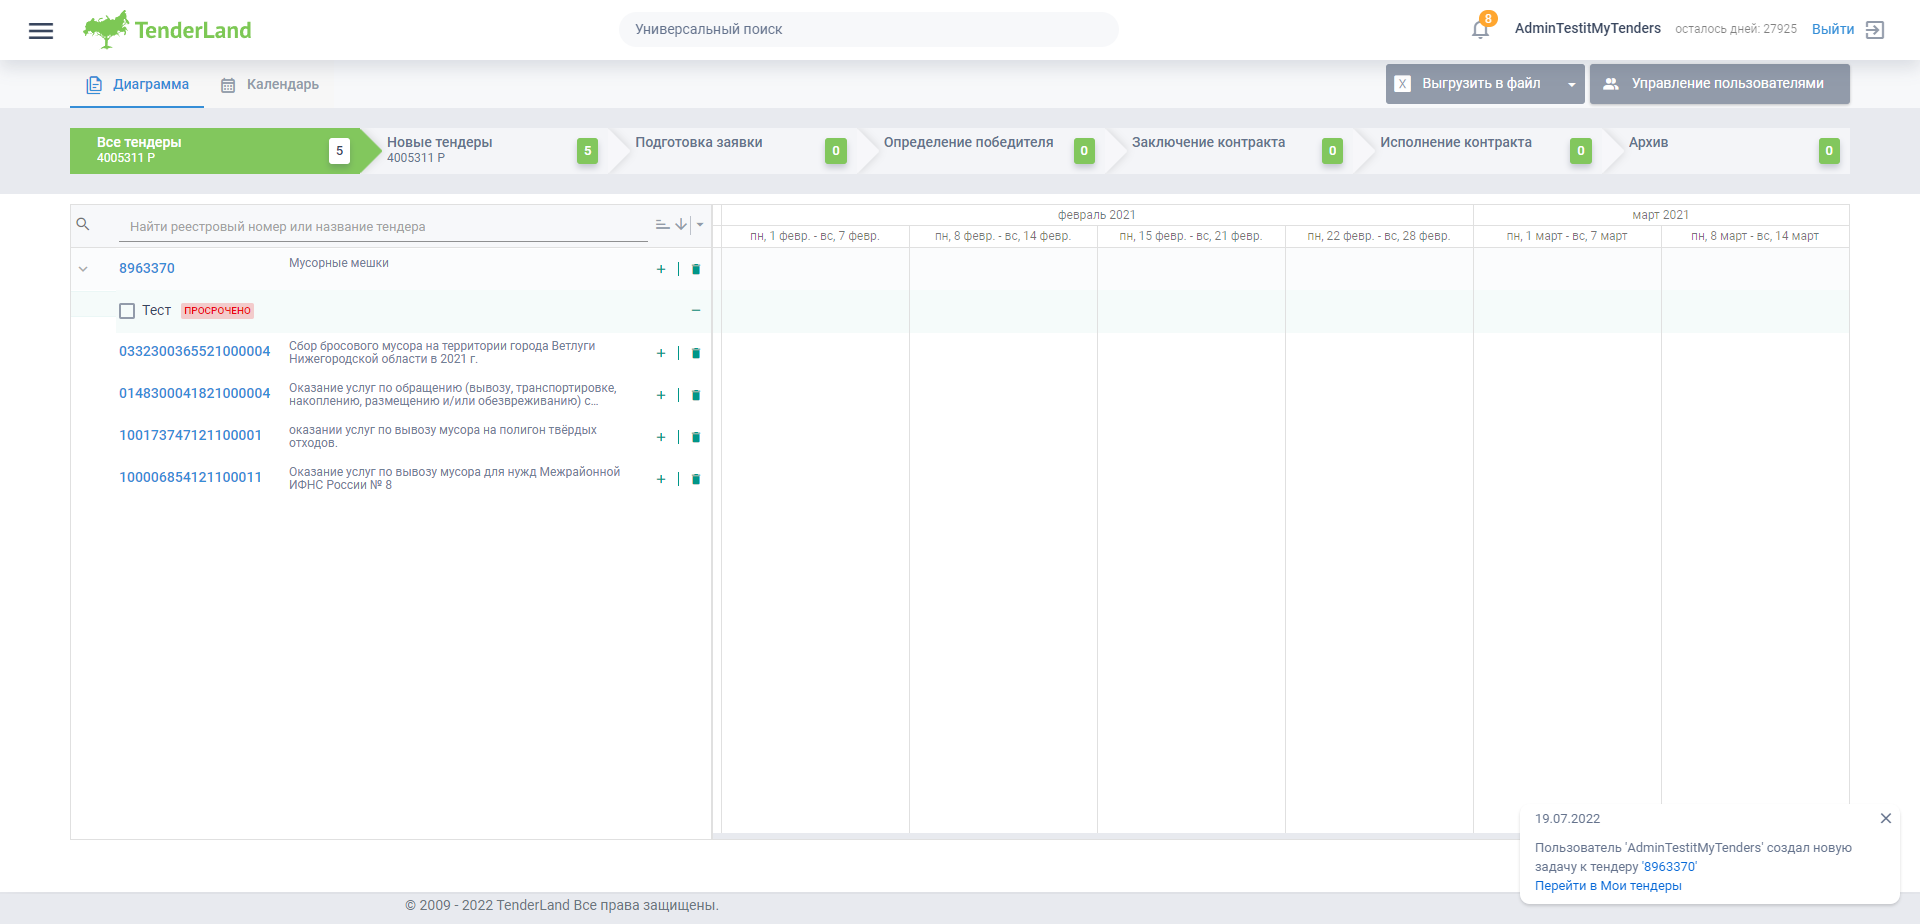 TenderLand
Универсальный поиск
8
AdminTestitMyTenders
осталось дней: 27925
Выйти
Диаграмма
Календарь
X
Выгрузить в файл
Управление пользователями
Все тендеры
4005311 Р
5
Новые тендеры
4005311 Р
5
Подготовка заявки
0
Определение победителя
0
Заключение контракта
0
Исполнение контракта
0
Архив
0
Найти реестровый номер или название тендера
февраль 2021
март 2021
пн, 1 февр. - вс, 7 февр.
пн, 8 февр. - вс, 14 февр.
пн, 15 февр. - вс, 21 февр.
пн, 22 февр. - вс, 28 февр.
пн, 1 март - вс, 7 март
пн, 8 март - вс, 14 март
8963370
Мусорные мешки
Тест
ПРОСРОЧЕНО
0332300365521000004
Сбор бросового мусора на территории города Ветлуги
Нижегородской области в 2021 г.
0148300041821000004
Оказание услуг по обращению (вывозу, транспортировке,
накоплению, размещению и/или обезвреживанию) с...
100173747121100001
оказании услуг по вывозу мусора на полигон твёрдых
отходов.
100006854121100011
Оказание услуг по вывозу мусора для нужд Межрайонной
ИФНС России № 8
19.07.2022
Пользователь 'AdminTestitMyTenders' создал новую
задачу к тендеру '8963370'
Перейти в Мои тендеры
© 2009 - 2022 TenderLand Все права защищены.